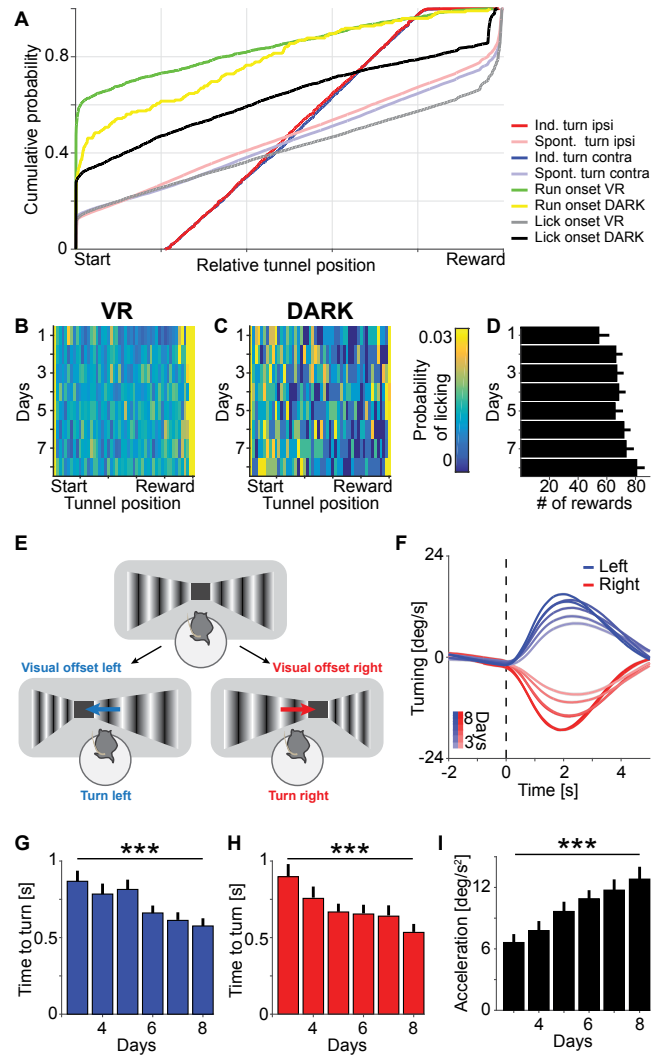 A
Cumulative probability
0.8
0.4
0
Start
Relative tunnel position
Reward
Ind. turn ipsi
Spont. turn ipsi
Ind. turn contra
Spont. turn contra
Run onset VR
Run onset DARK
Lick onset VR
Lick onset DARK
B
VR
Days
1
3
5
7
Start
Reward
Tunnel position
C
DARK
Start
Reward
Tunnel position
0.03
Probability
of licking
0
D
Days
1
3
5
7
20
40
60
80
# of rewards
E
Visual offset left
Visual offset right
Turn left
Turn right
F
Left
Right
Turning [deg/s]
24
0
-24
Days
8
3
-2
0
2
4
Time [s]
G
***
Time to turn [s]
1
0.5
0
4
6
8
Days
H
***
Time to turn [s]
1
0.5
0
4
6
8
Days
I
***
Acceleration [deg/s²]
12
6
0
4
6
8
Days